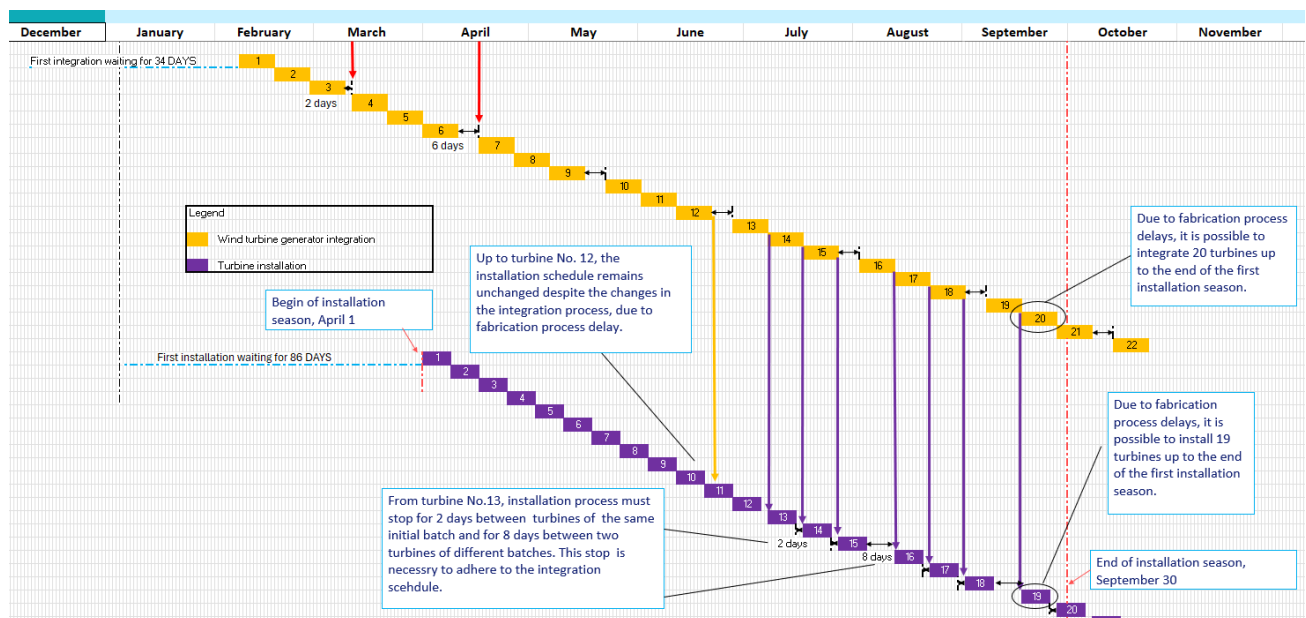 December January February March April May June July August September October November
First integration waiting for 34 DAYS
1
2
3
2 days
4
5
6
6 days
7
8
9
10
11
12
13
14
15
16
17
18
19
20
21
22
Legend
Wind turbine generator integration
Turbine installation
Due to fabrication process
delays, it is possible to
integrate 20 turbines up
to the end of the first
installation season.
Up to turbine No. 12, the
installation schedule remains
unchanged despite the changes in
the integration process, due to
fabrication process delay.
Begin of installation
season, April 1
First installation waiting for 86 DAYS
1
2
3
4
5
6
7
8
9
10
11
12
13
14
2 days
15
8 days
16
17
18
19
20
Due to fabrication
process delays, it is
possible to install 19
turbines up to the end
of the first installation
season.
From turbine No.13, installation process must
stop for 2 days between turbines of the same
initial batch and for 8 days between two
turbines of different batches. This stop is
necessry to adhere to the integration
scehdule.
End of installation season,
September 30